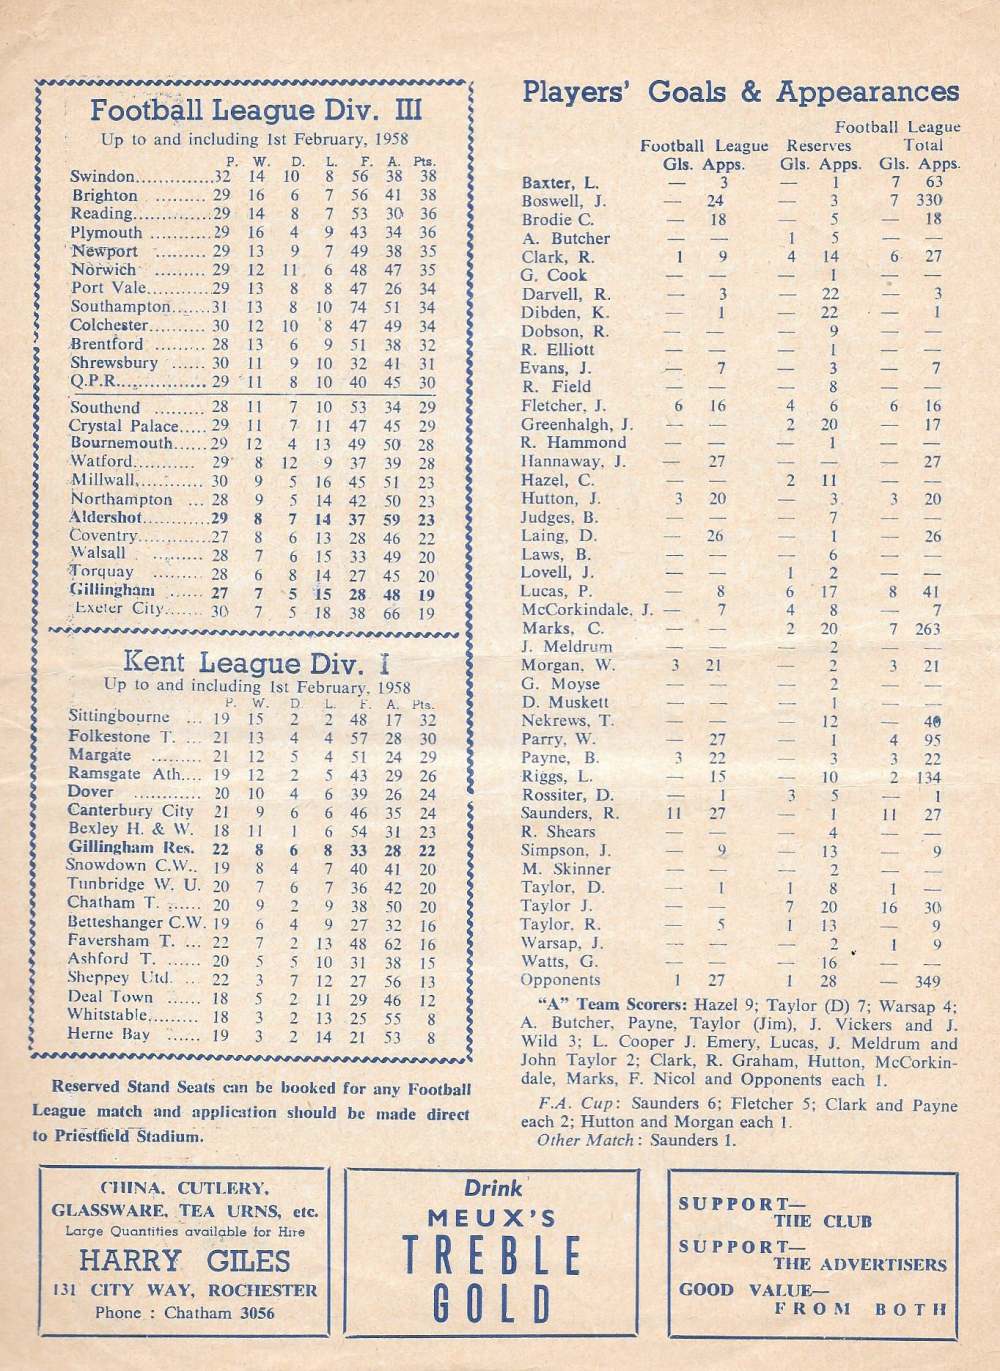 Football League Div. III
Up to and including 1st February, 1958
P. W. D. L. F. A. Pts.
Swindon............. 32 14 10 8 56 38 38
Brighton ......... 29 16 6 7 56 41 38
Reading............. 29 14 8 7 53 30 36
Plymouth ........... 29 16 4 9 43 34 36
Newport ......... 29 13 9 7 49 38 35
Norwich ......... 29 12 11 6 48 47 35
Port Vale............ 29 13 8 8 47 26 34
Southampton....... 31 13 8 10 74 51 34
Colchester.......... 30 12 10 8 47 49 34
Brentford ......... 28 13 6 9 51 38 32
Shrewsbury ...... 30 11 9 10 32 41 31
Q.P.R................ 29 11 8 10 40 45 30
Southend ......... 28 11 7 10 53 34 29
Crystal Palace..... 29 11 7 11 47 45 29
Bournemouth...... 29 12 4 13 49 50 28
Watford........... 29 8 12 9 37 39 28
Millwall,........... 30 9 5 16 45 51 23
Northampton ... 28 9 5 14 42 50 23
Aldershot............ 29 8 7 14 37 59 23
Coventry............ 27 8 6 13 28 46 22
Walsall ......... 28 7 6 15 33 49 20
Torquay ......... 28 6 8 14 27 45 20
Gillingham ...... 27 7 5 15 28 48 19
Exeter City....... 30 7 5 18 38 66 19
Kent League Div. I
Up to and including 1st February, 1958
P. W. D. L. F. A. Pts.
Sittingbourne ... 19 15 2 2 48 17 32
Folkestone T. ... 21 13 4 4 57 28 30
Margate ......... 21 12 5 4 51 24 29
Ramsgate Ath.... 19 12 2 5 43 29 26
Dover ............ 20 10 4 6 39 26 24
Canterbury City 21 9 6 6 46 35 24
Bexley H. & W. 18 11 1 6 54 31 23
Gillingham Res. 22 8 6 8 33 28 22
Snowdown C.W.. 19 8 4 7 40 41 20
Tunbridge W. U. 20 7 6 7 36 42 20
Chatham T. ...... 20 9 2 9 38 50 20
Betteshanger C.W. 19 6 4 9 27 32 16
Faversham T. ... 22 7 2 13 48 62 16
Ashford T. ...... 20 5 5 10 31 38 15
Sheppey Utd. ... 22 3 7 12 27 56 13
Deal Town ...... 18 5 2 11 29 46 12
Whitstable......... 18 3 2 13 25 55 8
Herne Bay ...... 19 3 2 14 21 53 8
Reserved Stand Seats can be booked for any Football
League match and application should be made direct
to Priestfield Stadium.
Players' Goals & Appearances
Football League
Football League Reserves Total
Gls. Apps. Gls. Apps. Gls. Apps.
Baxter, L. — 3 — 1 7 63
Boswell, J. — 24 — 3 7 330
Brodie C. — 18 — 5 — 18
A. Butcher — — 1 5 — —
Clark, R. 1 9 4 14 6 27
G. Cook — — — 1 — —
Darvell, R. — 3 — 22 — 3
Dibden, K. — 1 — 22 — 1
Dobson, R. — — — 9 — —
R. Elliott — — — 1 — —
Evans, J. — 7 — 3 — 7
R. Field — — — 8 — —
Fletcher, J. 6 16 4 6 6 16
Greenhalgh, J. — — 2 20 — 17
R. Hammond — — — 1 — —
Hannaway, J. — 27 — — — 27
Hazel, C. — — 2 11 — —
Hutton, J. 3 20 — 3 3 20
Judges, B. — — — 7 — —
Laing, D. — 26 — 1 — 26
Laws, B. — — — 6 — —
Lovell, J. — — 1 2 — —
Lucas, P. — 8 6 17 8 41
McCorkindale, J. — 7 4 8 — 7
Marks, C. — — 2 20 7 263
J. Meldrum — — — 2 — —
Morgan, W. 3 21 — 2 3 21
G. Moyse — — — 2 — —
D. Muskett — — — 1 — —
Nekrews, T. — — — 12 — 40
Parry, W. — 27 — 1 4 95
Payne, B. 3 22 — 3 3 22
Riggs, L. — 15 — 10 2 134
Rossiter, D. — 1 3 5 — 1
Saunders, R. 11 27 — 1 11 27
R. Shears — — — 4 — —
Simpson, J. — 9 — 13 — 9
M. Skinner — — — 2 — —
Taylor, D. — 1 1 8 1 —
Taylor J. — — 7 20 16 30
Taylor, R. — 5 1 13 — 9
Warsap, J. — — — 2 1 9
Watts, G. — — — 16 — —
Opponents 1 27 1 28 — 349
"A" Team Scorers: Hazel 9; Taylor (D) 7; Warsap 4;
A. Butcher, Payne, Taylor (Jim), J. Vickers and J.
Wild 3; L. Cooper J. Emery, Lucas, J. Meldrum and
John Taylor 2; Clark, R. Graham, Hutton, McCorkin-
dale, Marks, F. Nicol and Opponents each 1.
F.A. Cup: Saunders 6; Fletcher 5; Clark and Payne
each 2; Hutton and Morgan each 1.
Other Match: Saunders 1.
CHINA, CUTLERY,
GLASSWARE, TEA URNS, etc.
Large Quantities available for Hire
HARRY GILES
131 CITY WAY, ROCHESTER
Phone : Chatham 3056
Drink
MEUX'S
TREBLE
GOLD
SUPPORT—
THE CLUB
SUPPORT—
THE ADVERTISERS
GOOD VALUE—
FROM BOTH